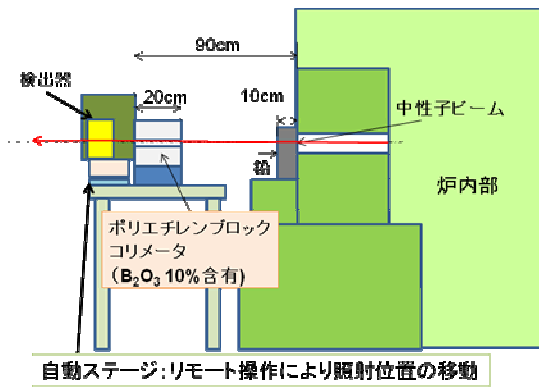 90cm
検出器
20cm
10cm
中性子ビーム
鉛
炉内部
ポリエチレンブロック
コリメータ
（B₂O₃ 10%含有)
自動ステージ:リモート操作により照射位置の移動